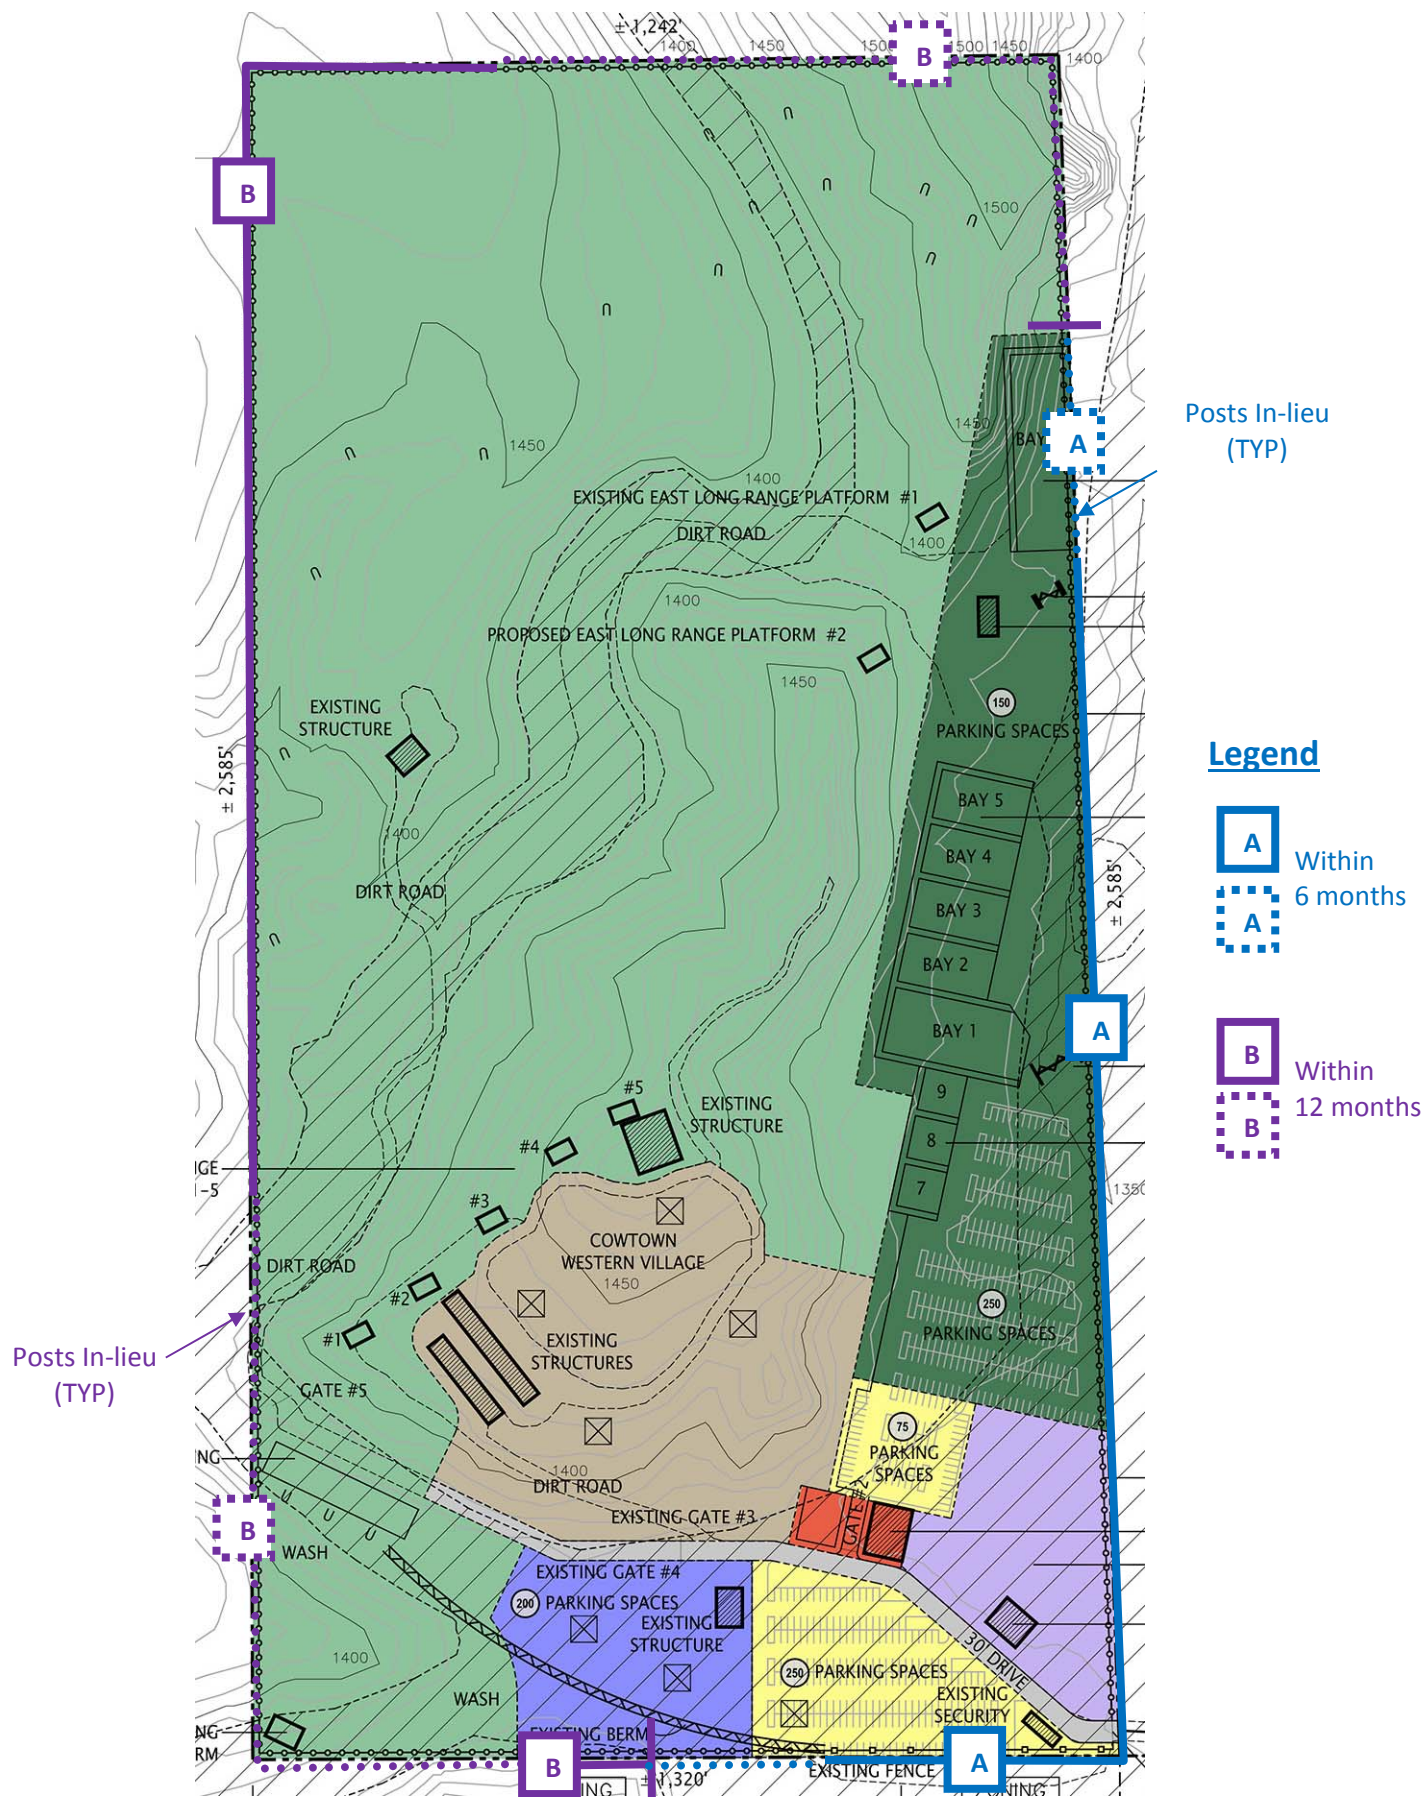 ± 1,242'
1400
1450
1500
1450
1400
B
B
1500
1450
1450
BAY
A
Posts In-lieu
(TYP)
1400
EXISTING EAST LONG RANGE PLATFORM #1
DIRT ROAD
1400
1400
PROPOSED EAST LONG RANGE PLATFORM #2
1450
EXISTING
STRUCTURE
150
PARKING SPACES
± 2,585'
Legend
BAY 5
A
Within
6 months
A
1400
BAY 4
DIRT ROAD
± 2,585'
BAY 3
BAY 2
BAY 1
A
B
Within
12 months
B
9
#5
EXISTING
STRUCTURE
#4
8
7
1350
#3
COWTOWN
WESTERN VILLAGE
1450
DIRT ROAD
#2
#1
250
PARKING SPACES
EXISTING
STRUCTURES
Posts In-lieu
(TYP)
GATE #5
75
PARKING
SPACES
1400
DIRT ROAD
EXISTING GATE #3
GATE #2
B
WASH
EXISTING GATE #4
200
PARKING SPACES
EXISTING
STRUCTURE
30' DRIVE
1400
250
PARKING SPACES
WASH
EXISTING
SECURITY
EXISTING BERM
B
A
± 1,320'
EXISTING FENCE